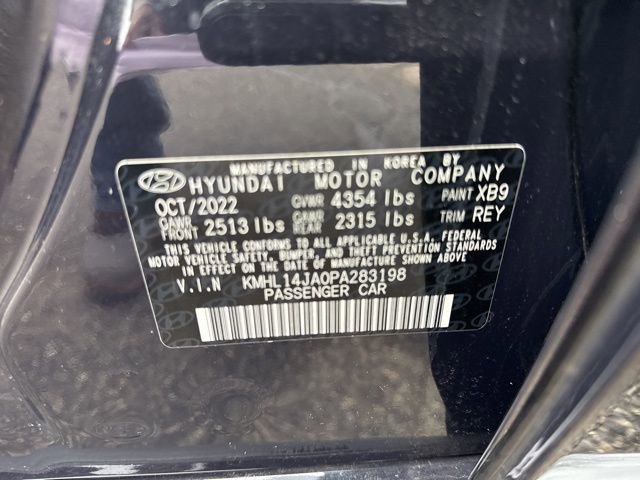 MANUFACTURED IN KOREA BY
HYUNDAI MOTOR COMPANY
OCT/2022 GVWR 4354 lbs PAINT XB9
GAWR FRONT 2513 lbs GAWR REAR 2315 lbs TRIM REY
THIS VEHICLE CONFORMS TO ALL APPLICABLE U.S.A. FEDERAL
MOTOR VEHICLE SAFETY, BUMPER, AND THEFT PREVENTION STANDARDS
IN EFFECT ON THE DATE OF MANUFACTURE SHOWN ABOVE.
V.I.N KMHL14JA0PA283198
PASSENGER CAR